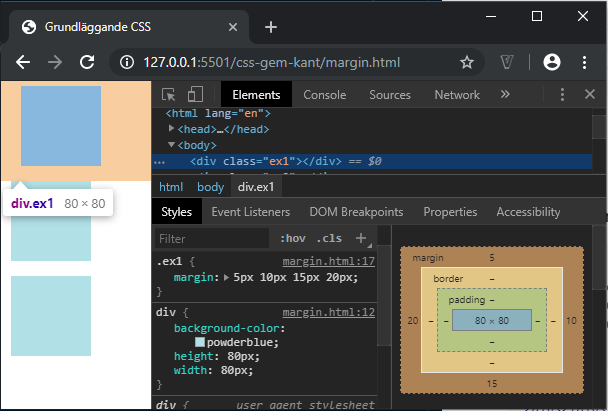 Grundläggande CSS
127.0.0.1:5501/css-gem-kant/margin.html
Elements Console Sources Network
<html lang="en">
<head>…</head>
<body>
… <div class="ex1"></div> == $0
html body div.ex1
div.ex1 80 × 80
Styles Event Listeners DOM Breakpoints Properties Accessibility
Filter :hov .cls +
.ex1 { margin.html:17
margin: 5px 10px 15px 20px;
}
div { margin.html:12
background-color:
powderblue;
height: 80px;
width: 80px;
}
div { user agent stylesheet
margin 5
border –
padding –
20 – – 80 × 80 – – 10
–
–
15